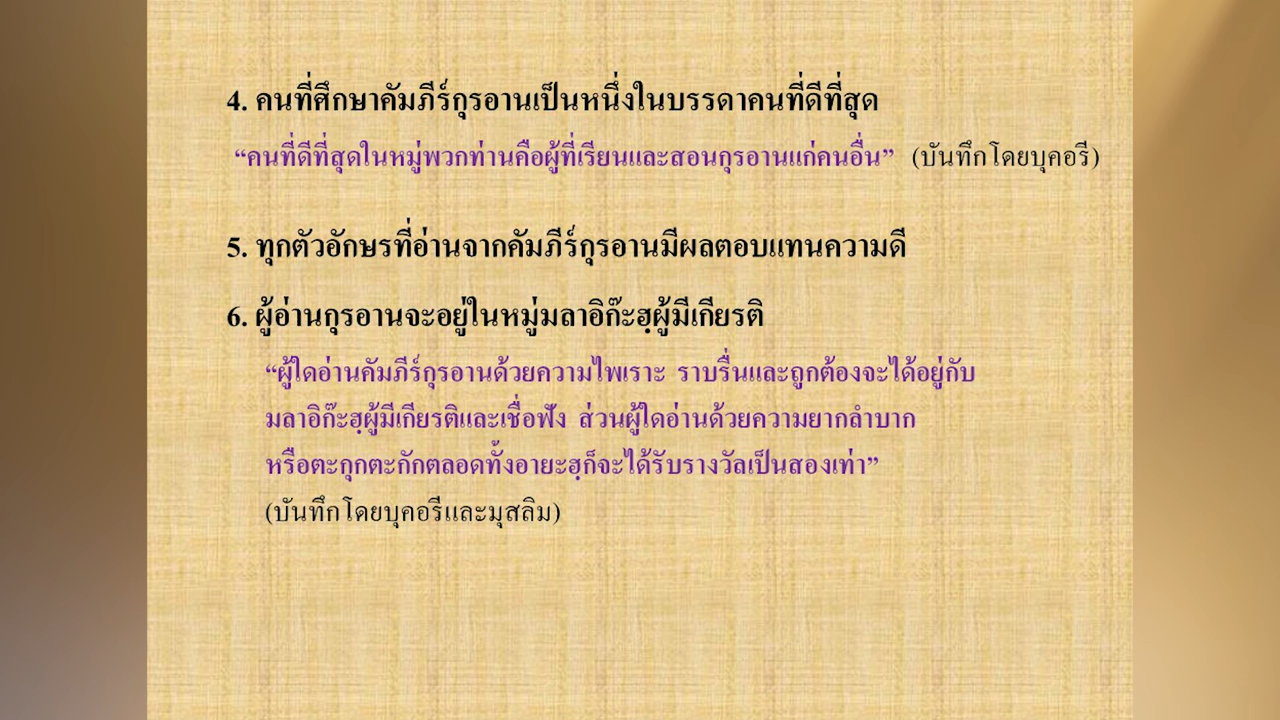 4. คนที่ศึกษาคัมภีร์กุรอานเป็นหนึ่งในบรรดาคนที่ดีที่สุด
“คนที่ดีที่สุดในหมู่พวกท่านคือผู้ที่เรียนและสอนกุรอานแก่คนอื่น” (บันทึกโดยบุคอรี)
5. ทุกตัวอักษรที่อ่านจากคัมภีร์กุรอานมีผลตอบแทนความดี
6. ผู้อ่านกุรอานจะอยู่ในหมู่มลาอิก๊ะฮฺผู้มีเกียรติ
“ผู้ใดอ่านคัมภีร์กุรอานด้วยความไพเราะ ราบรื่นและถูกต้องจะได้อยู่กับ
มลาอิก๊ะฮฺผู้มีเกียรติและเชื่อฟัง ส่วนผู้ใดอ่านด้วยความยากลำบาก
หรือตะกุกตะกักตลอดทั้งอายะฮฺก็จะได้รับรางวัลเป็นสองเท่า”
(บันทึกโดยบุคอรีและมุสลิม)